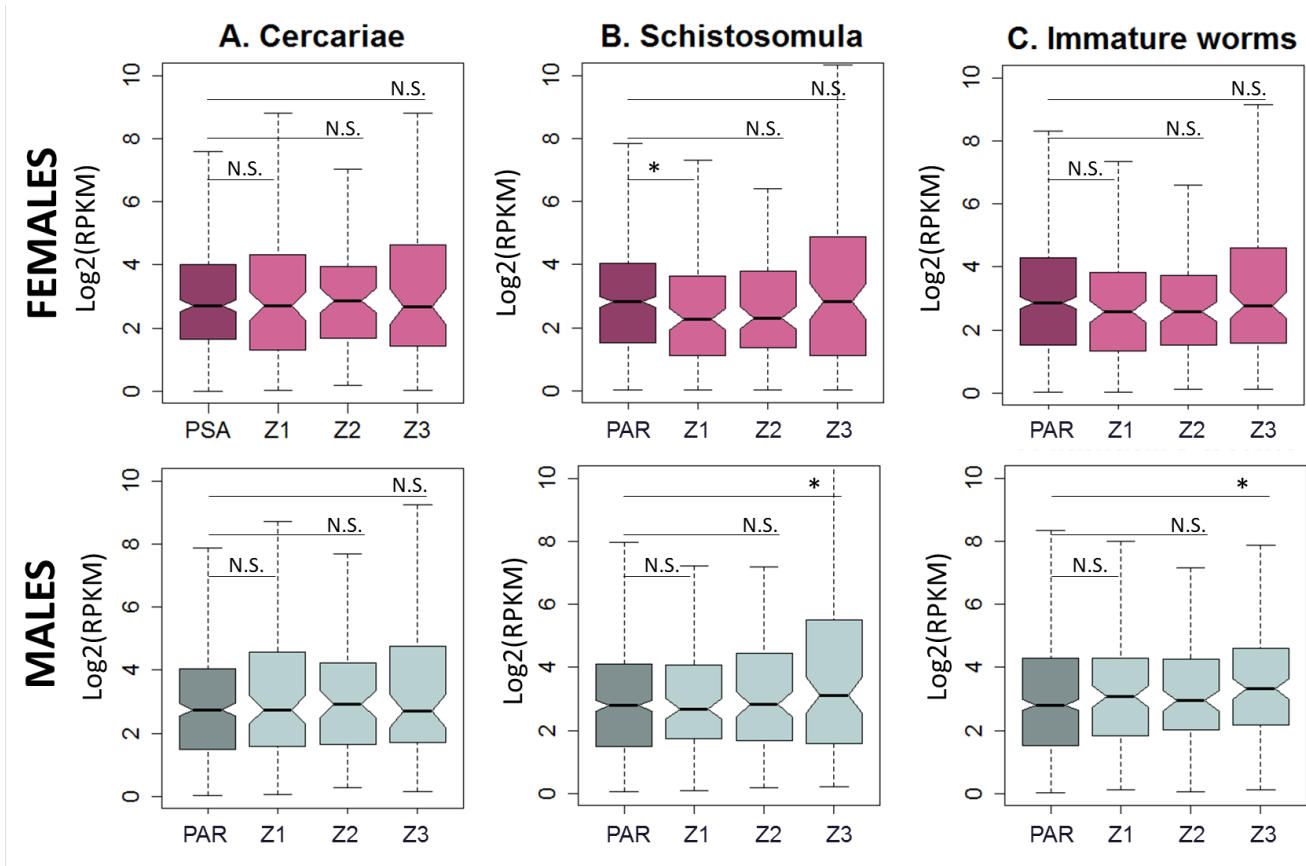 A. Cercariae
B. Schistosomula
C. Immature worms
FEMALES
Log2(RPKM)
10
8
6
4
2
0
N.S.
N.S.
N.S.
PSA Z1 Z2 Z3
Log2(RPKM)
10
8
6
4
2
0
N.S.
N.S.
*
PAR Z1 Z2 Z3
Log2(RPKM)
10
8
6
4
2
0
N.S.
N.S.
N.S.
PAR Z1 Z2 Z3
MALES
Log2(RPKM)
10
8
6
4
2
0
N.S.
N.S.
N.S.
PAR Z1 Z2 Z3
Log2(RPKM)
10
8
6
4
2
0
*
N.S.
N.S.
PAR Z1 Z2 Z3
Log2(RPKM)
10
8
6
4
2
0
*
N.S.
N.S.
PAR Z1 Z2 Z3